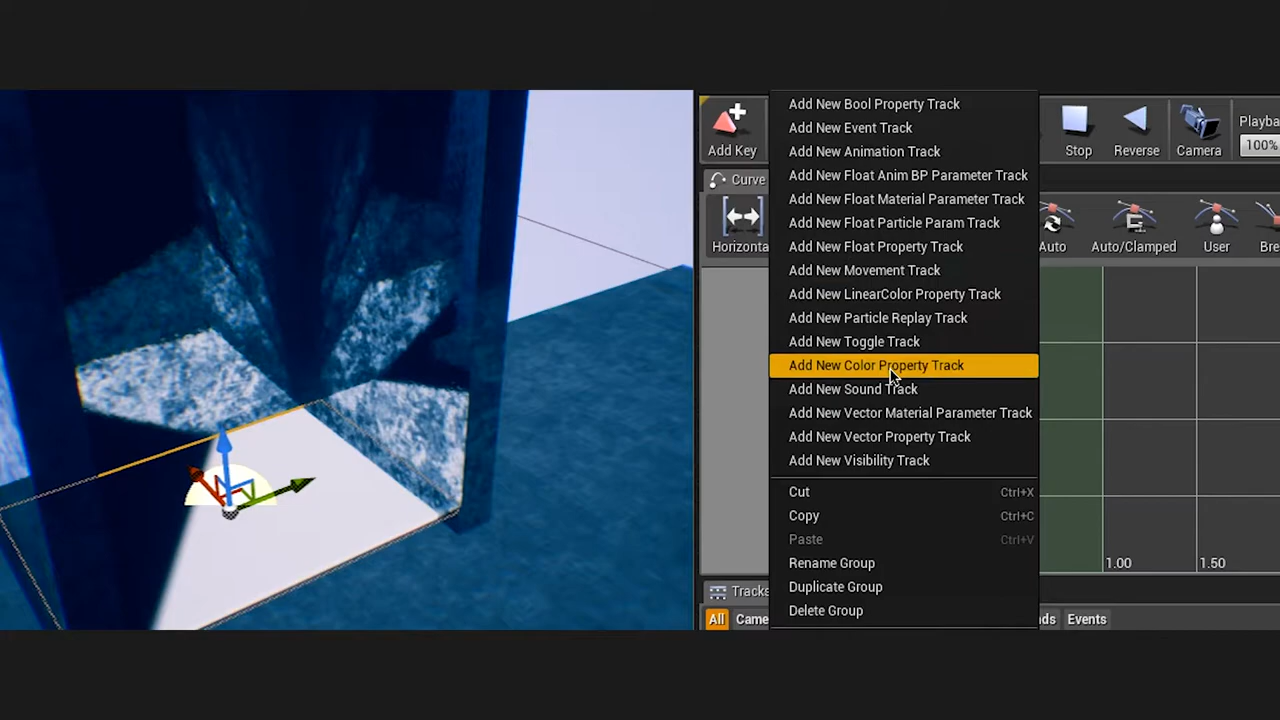 Add Key
Add New Bool Property Track
Add New Event Track
Add New Animation Track
Add New Float Anim BP Parameter Track
Add New Float Material Parameter Track
Add New Float Particle Param Track
Add New Float Property Track
Add New Movement Track
Add New LinearColor Property Track
Add New Particle Replay Track
Add New Toggle Track
Add New Color Property Track
Add New Sound Track
Add New Vector Material Parameter Track
Add New Vector Property Track
Add New Visibility Track
Cut Ctrl+X
Copy Ctrl+C
Paste Ctrl+V
Rename Group
Duplicate Group
Delete Group
Stop Reverse Camera
Playba
100%
Curve
Horizonta
Auto Auto/Clamped User Bre
1.00 1.50
Tracks
All Came
ds Events